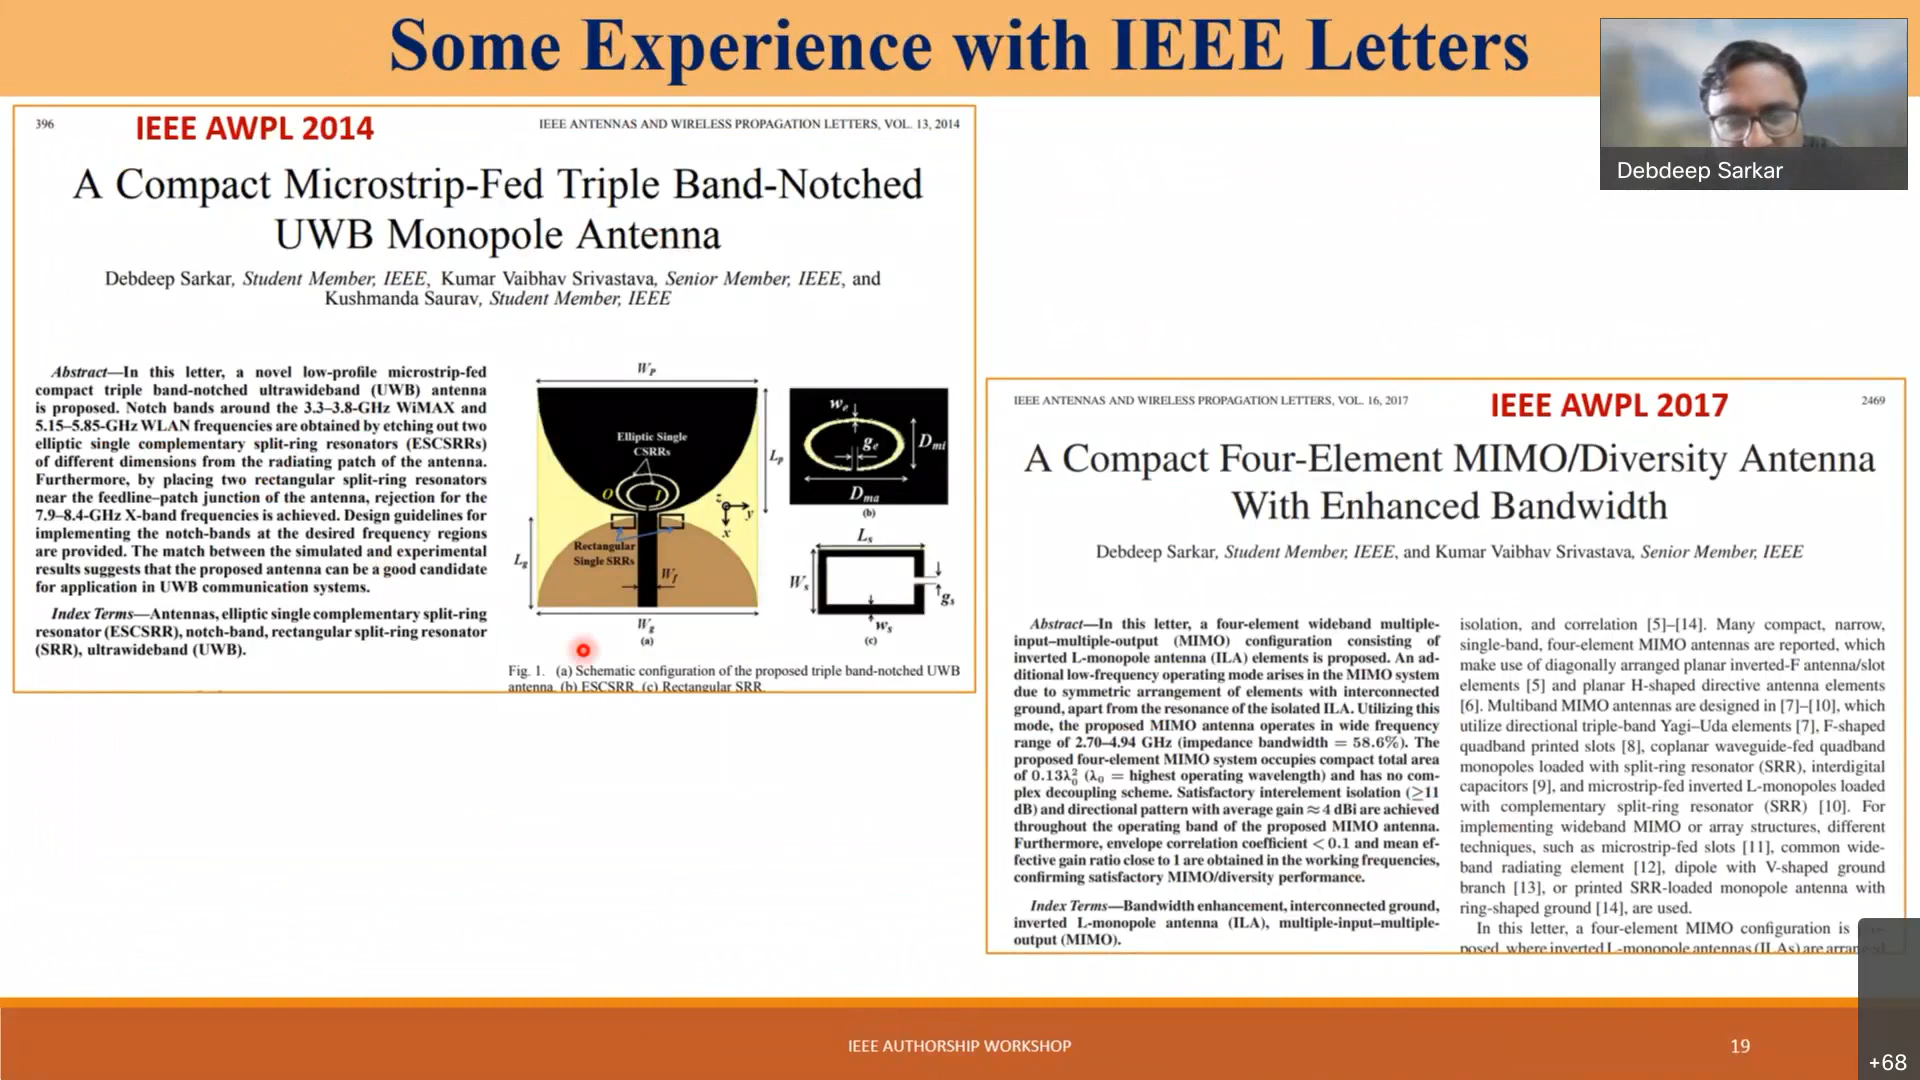 Some Experience with IEEE Letters
Debdeep Sarkar
396
IEEE AWPL 2014
IEEE ANTENNAS AND WIRELESS PROPAGATION LETTERS, VOL. 13, 2014
A Compact Microstrip-Fed Triple Band-Notched
UWB Monopole Antenna
Debdeep Sarkar, Student Member, IEEE, Kumar Vaibhav Srivastava, Senior Member, IEEE, and
Kushmanda Saurav, Student Member, IEEE
Abstract—In this letter, a novel low-profile microstrip-fed
compact triple band-notched ultrawideband (UWB) antenna
is proposed. Notch bands around the 3.3–3.8-GHz WiMAX and
5.15–5.85-GHz WLAN frequencies are obtained by etching out two
elliptic single complementary split-ring resonators (ESCSRRs)
of different dimensions from the radiating patch of the antenna.
Furthermore, by placing two rectangular split-ring resonators
near the feedline–patch junction of the antenna, rejection for the
7.9–8.4-GHz X-band frequencies is achieved. Design guidelines for
implementing the notch-bands at the desired frequency regions
are provided. The match between the simulated and experimental
results suggests that the proposed antenna can be a good candidate
for application in UWB communication systems.
Index Terms—Antennas, elliptic single complementary split-ring
resonator (ESCSRR), notch-band, rectangular split-ring resonator
(SRR), ultrawideband (UWB).
Wp
Elliptic Single
CSRRs
O
I
Lp
z
y
x
Rectangular
Single SRRs
Lg
Wf
Wg
(a)
we
ge
Dmi
Dma
(b)
Ls
Ws
gs
ws
(c)
Fig. 1. (a) Schematic configuration of the proposed triple band-notched UWB
antenna. (b) ESCSRR. (c) Rectangular SRR.
IEEE ANTENNAS AND WIRELESS PROPAGATION LETTERS, VOL. 16, 2017
IEEE AWPL 2017
2469
A Compact Four-Element MIMO/Diversity Antenna
With Enhanced Bandwidth
Debdeep Sarkar, Student Member, IEEE, and Kumar Vaibhav Srivastava, Senior Member, IEEE
Abstract—In this letter, a four-element wideband multiple-
input–multiple-output (MIMO) configuration consisting of
inverted L-monopole antenna (ILA) elements is proposed. An ad-
ditional low-frequency operating mode arises in the MIMO system
due to symmetric arrangement of elements with interconnected
ground, apart from the resonance of the isolated ILA. Utilizing this
mode, the proposed MIMO antenna operates in wide frequency
range of 2.70–4.94 GHz (impedance bandwidth = 58.6%). The
proposed four-element MIMO system occupies compact total area
of 0.13λ₀² (λ₀ = highest operating wavelength) and has no com-
plex decoupling scheme. Satisfactory interelement isolation (≥11
dB) and directional pattern with average gain ≈ 4 dBi are achieved
throughout the operating band of the proposed MIMO antenna.
Furthermore, envelope correlation coefficient < 0.1 and mean ef-
fective gain ratio close to 1 are obtained in the working frequencies,
confirming satisfactory MIMO/diversity performance.
Index Terms—Bandwidth enhancement, interconnected ground,
inverted L-monopole antenna (ILA), multiple-input–multiple-
output (MIMO).
isolation, and correlation [5]–[14]. Many compact, narrow,
single-band, four-element MIMO antennas are reported, which
make use of diagonally arranged planar inverted-F antenna/slot
elements [5] and planar H-shaped directive antenna elements
[6]. Multiband MIMO antennas are designed in [7]–[10], which
utilize directional triple-band Yagi–Uda elements [7], F-shaped
quadband printed slots [8], coplanar waveguide-fed quadband
monopoles loaded with split-ring resonator (SRR), interdigital
capacitors [9], and microstrip-fed inverted L-monopoles loaded
with complementary split-ring resonator (SRR) [10]. For
implementing wideband MIMO or array structures, different
techniques, such as microstrip-fed slots [11], common wide-
band radiating element [12], dipole with V-shaped ground
branch [13], or printed SRR-loaded monopole antenna with
ring-shaped ground [14], are used.
In this letter, a four-element MIMO configuration is
posed, where inverted L-monopole antennas (ILAs) are arranged
IEEE AUTHORSHIP WORKSHOP
19
+68